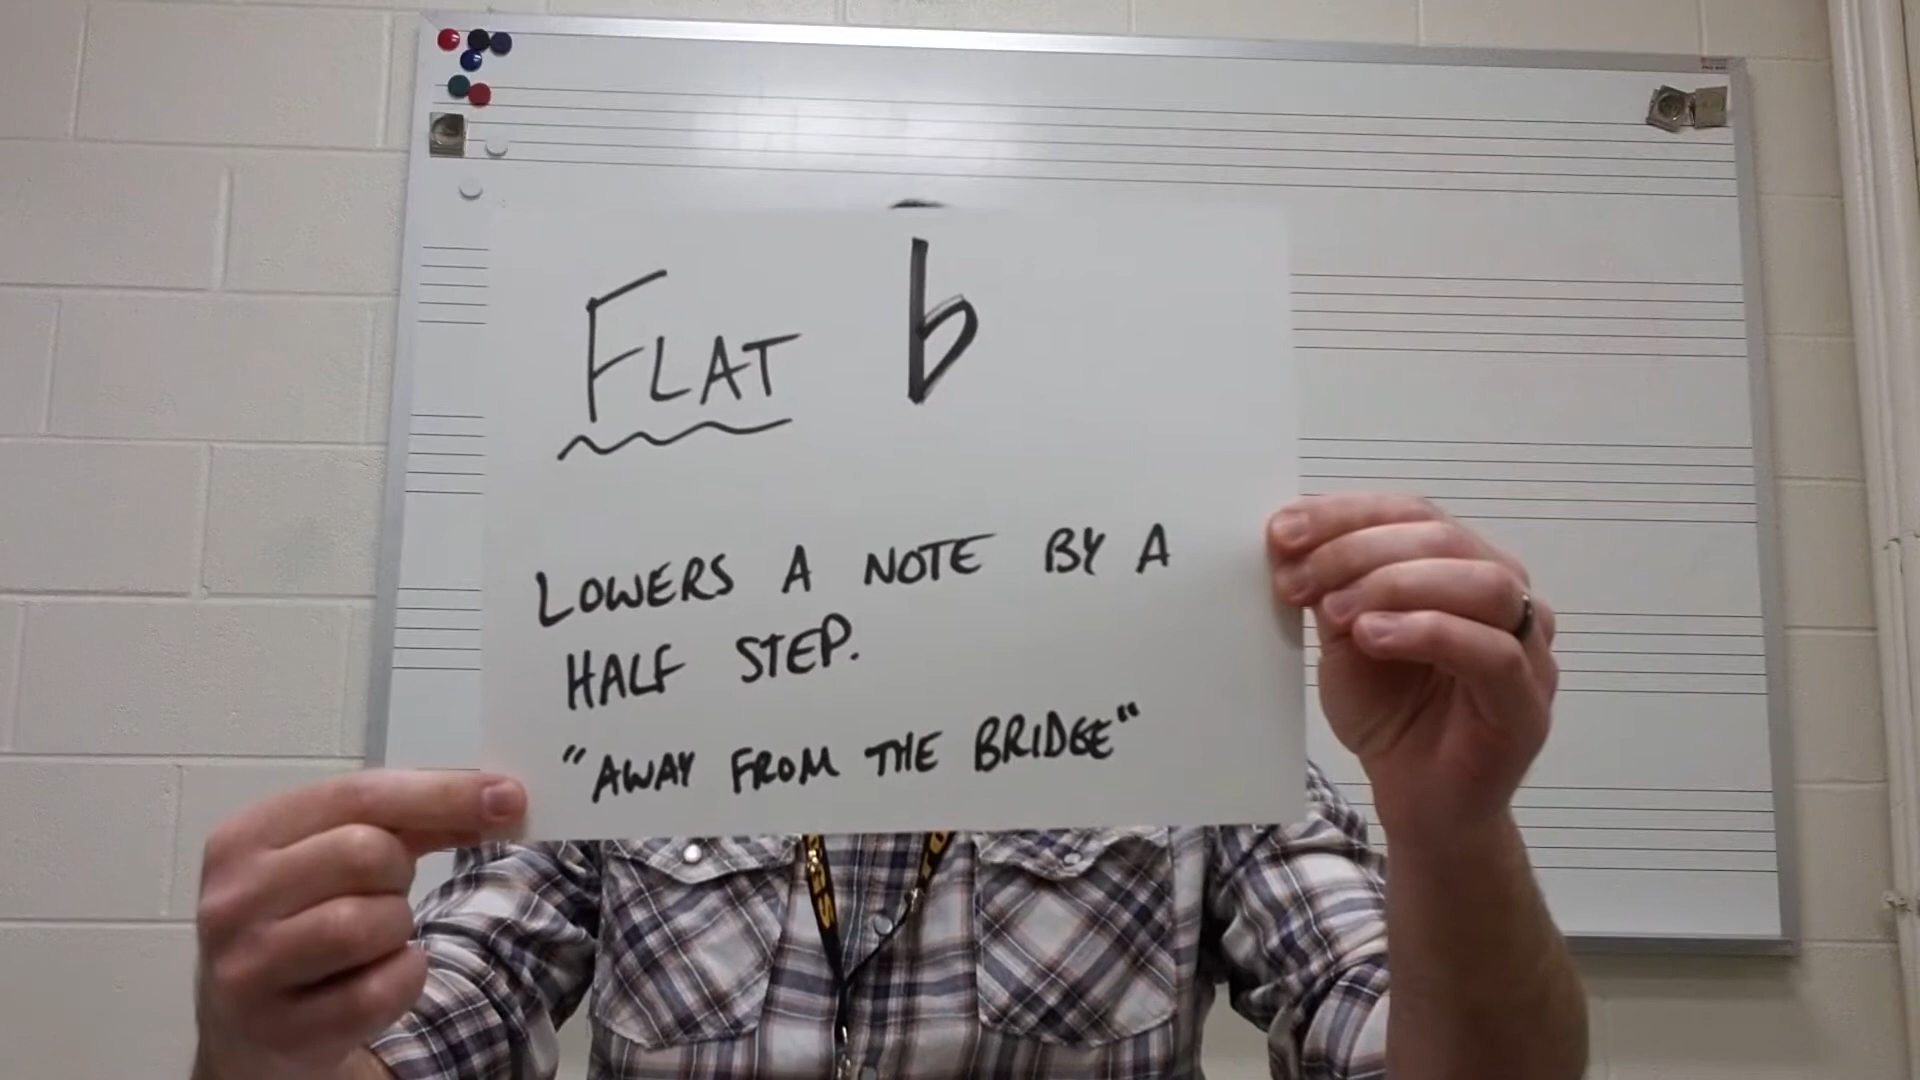 FLAT ♭
LOWERS A NOTE BY A
HALF STEP.
"AWAY FROM THE BRIDGE"